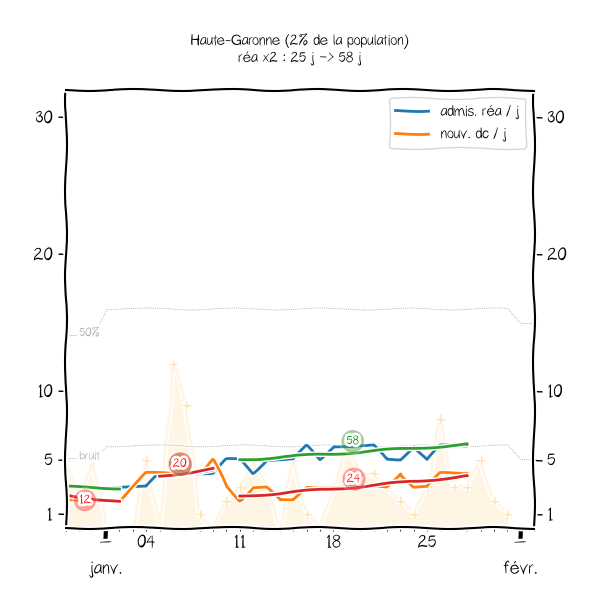 Haute-Garonne (2% de la population)
réa x2 : 25 j -> 58 j
admis. réa / j
nouv. dc / j
30
30
20
20
50%
10
10
58
bruit
20
5
5
24
12
1
1
04
11
18
25
janv.
févr.